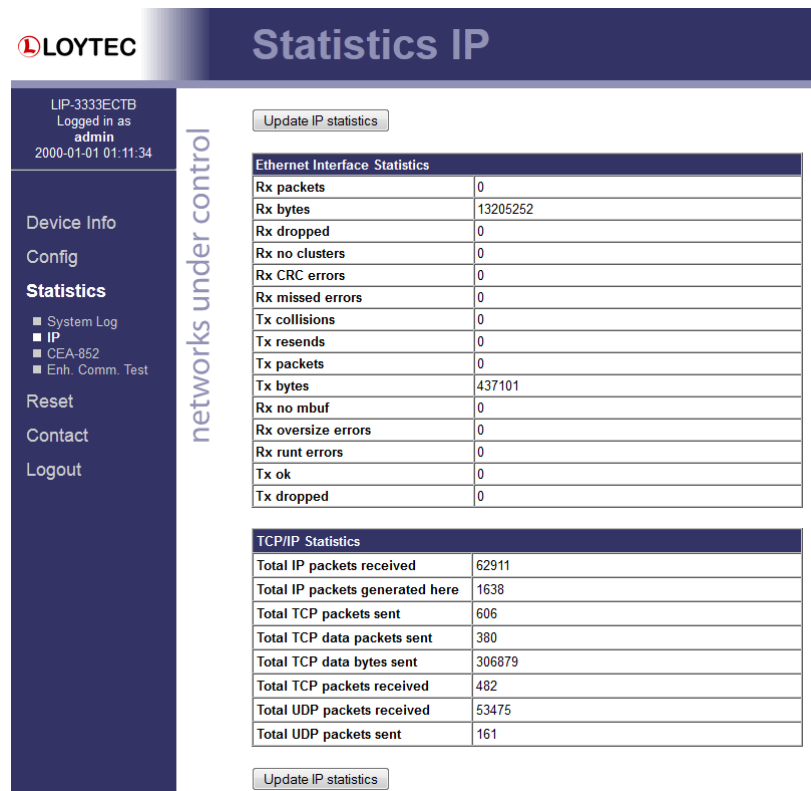 LOYTEC
Statistics IP
LIP-3333ECTB
Logged in as
admin
2000-01-01 01:11:34
Device Info
Config
Statistics
System Log
IP
CEA-852
Enh. Comm. Test
Reset
Contact
Logout
networks under control
Update IP statistics
Ethernet Interface Statistics
Rx packets 0
Rx bytes 13205252
Rx dropped 0
Rx no clusters 0
Rx CRC errors 0
Rx missed errors 0
Tx collisions 0
Tx resends 0
Tx packets 0
Tx bytes 437101
Rx no mbuf 0
Rx oversize errors 0
Rx runt errors 0
Tx ok 0
Tx dropped 0
TCP/IP Statistics
Total IP packets received 62911
Total IP packets generated here 1638
Total TCP packets sent 606
Total TCP data packets sent 380
Total TCP data bytes sent 306879
Total TCP packets received 482
Total UDP packets received 53475
Total UDP packets sent 161
Update IP statistics